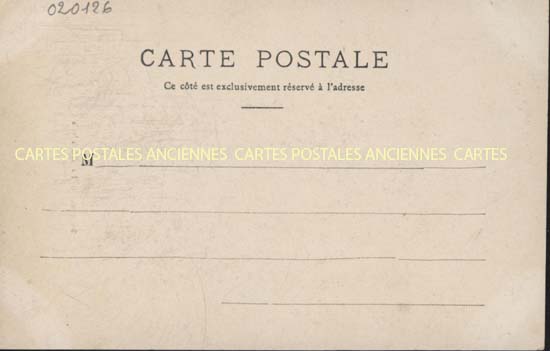 020126
CARTE POSTALE
Ce côté est exclusivement réservé à l'adresse
M
CARTES POSTALES ANCIENNES CARTES POSTALES ANCIENNES CARTES